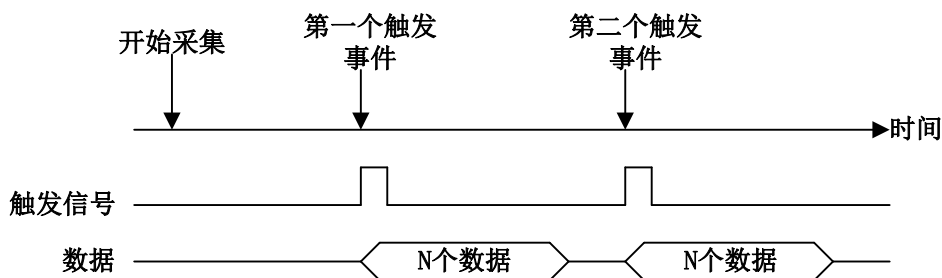 开始采集
第一个触发
事件
第二个触发
事件
时间
触发信号
数据
N个数据
N个数据